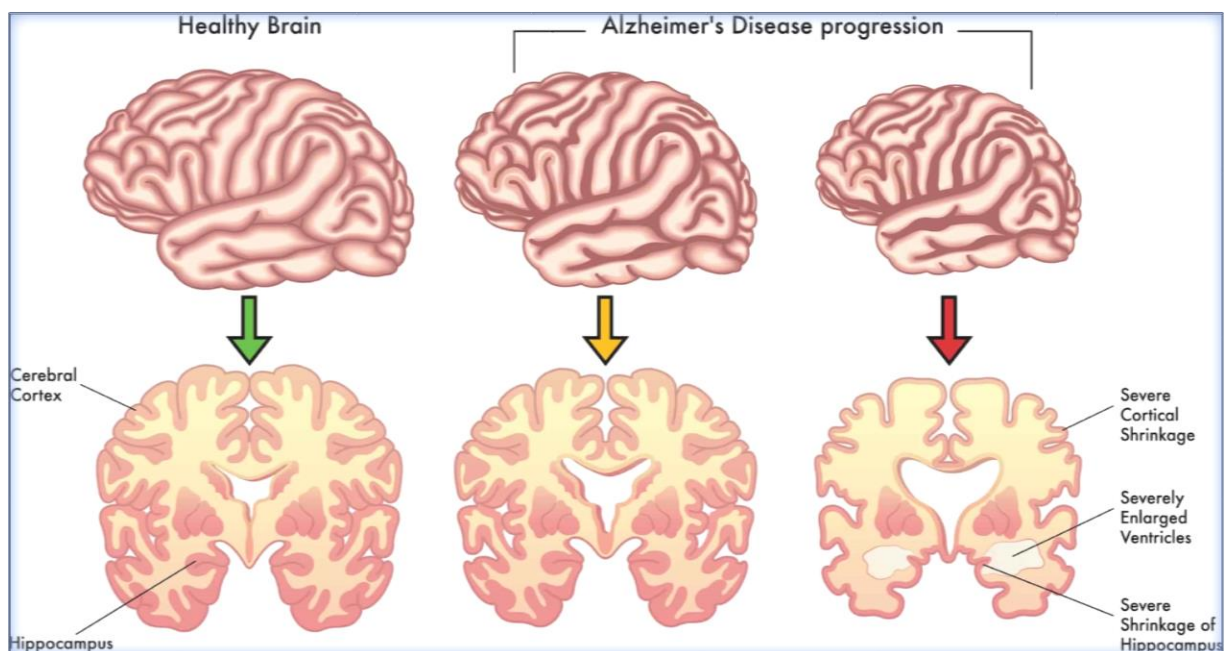 Healthy Brain
Alzheimer's Disease progression
Cerebral
Cortex
Hippocampus
Severe
Cortical
Shrinkage
Severely
Enlarged
Ventricles
Severe
Shrinkage of
Hippocampus